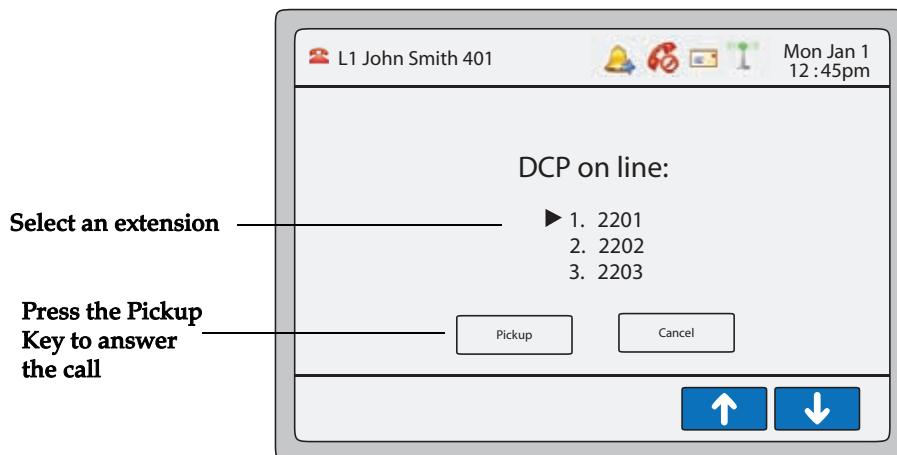 L1 John Smith 401
Mon Jan 1
12:45pm
DCP on line:
Select an extension
1. 2201
2. 2202
3. 2203
Press the Pickup
Key to answer
the call
Pickup
Cancel